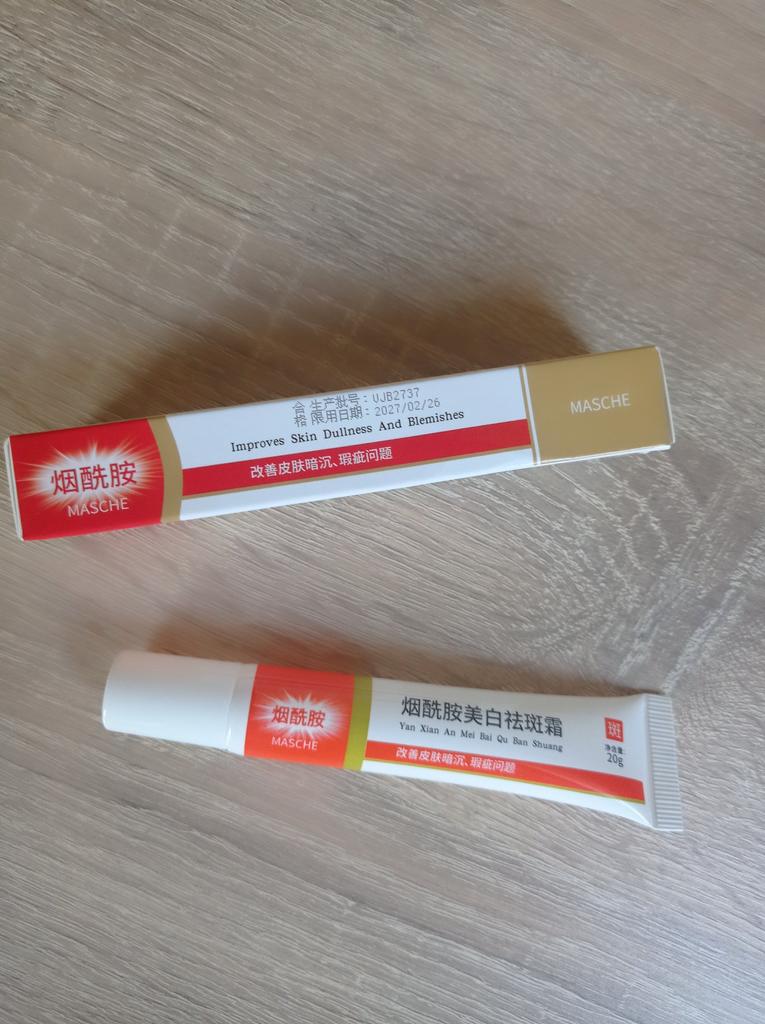 合格 生产批号：UJB2737
限用日期：2027/02/26
Improves Skin Dullness And Blemishes
改善皮肤暗沉、瑕疵问题
烟酰胺
MASCHE
MASCHE
烟酰胺
MASCHE
烟酰胺美白祛斑霜
Yan Xian An Mei Bai Qu Ban Shuang
改善皮肤暗沉、瑕疵问题
斑
净含量：
20g